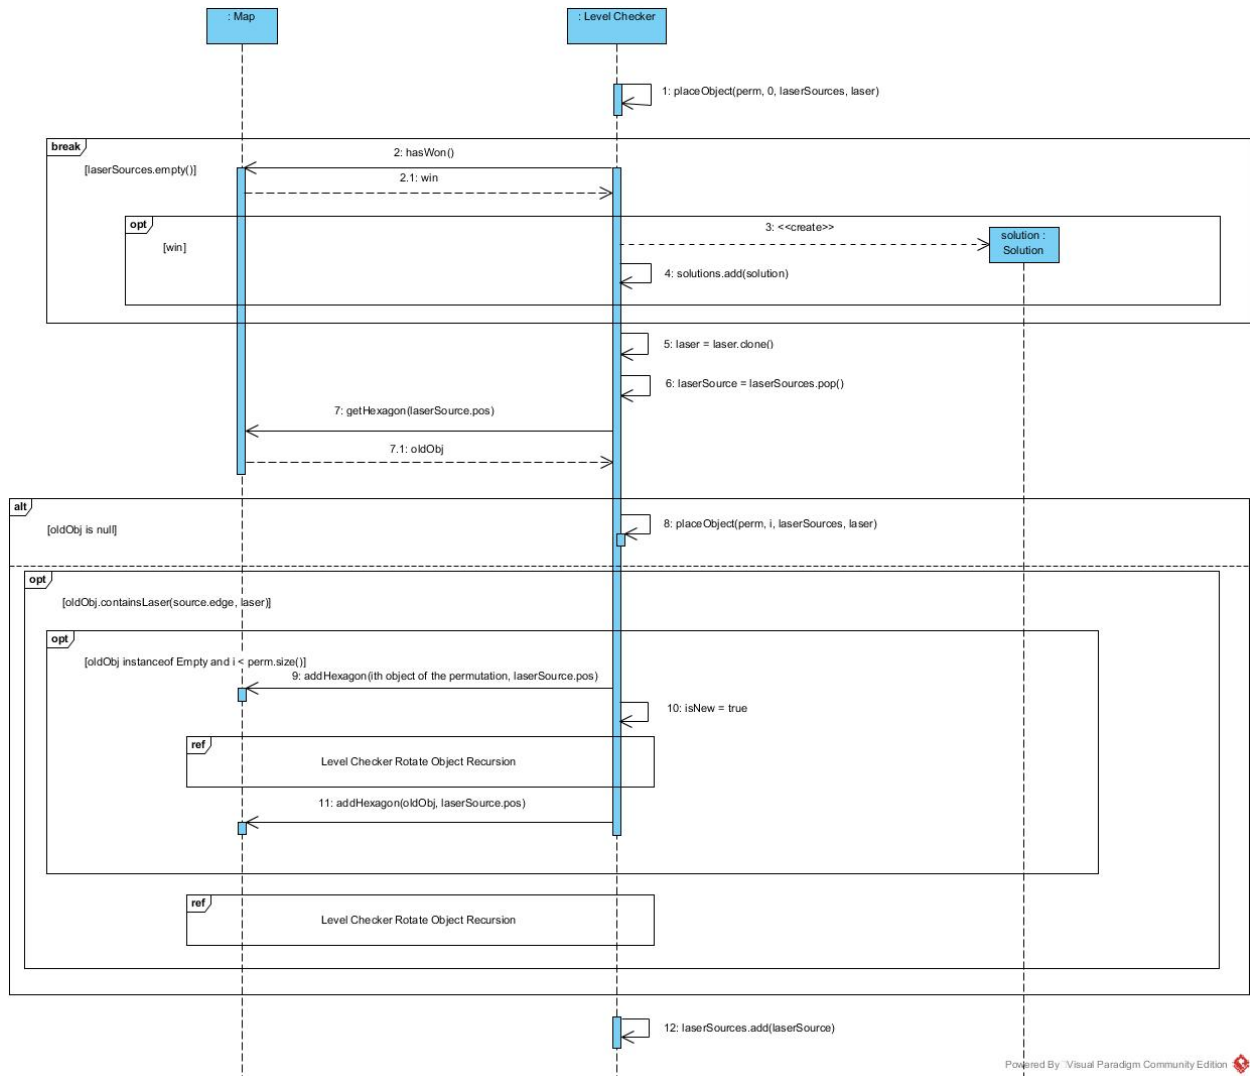 : Map
: Level Checker
1: placeObject(perm, 0, laserSources, laser)
break
[laserSources.empty()]
2: hasWon()
2.1: win
opt
[win]
3: <<create>>
solution :
Solution
4: solutions.add(solution)
5: laser = laser.clone()
6: laserSource = laserSources.pop()
7: getHexagon(laserSource.pos)
7.1: oldObj
alt
[oldObj is null]
8: placeObject(perm, i, laserSources, laser)
opt
[oldObj.containsLaser(source.edge, laser)]
opt
[oldObj instanceof Empty and i < perm.size()]
9: addHexagon(ith object of the permutation, laserSource.pos)
10: isNew = true
ref
Level Checker Rotate Object Recursion
11: addHexagon(oldObj, laserSource.pos)
ref
Level Checker Rotate Object Recursion
12: laserSources.add(laserSource)
Powered By Visual Paradigm Community Edition